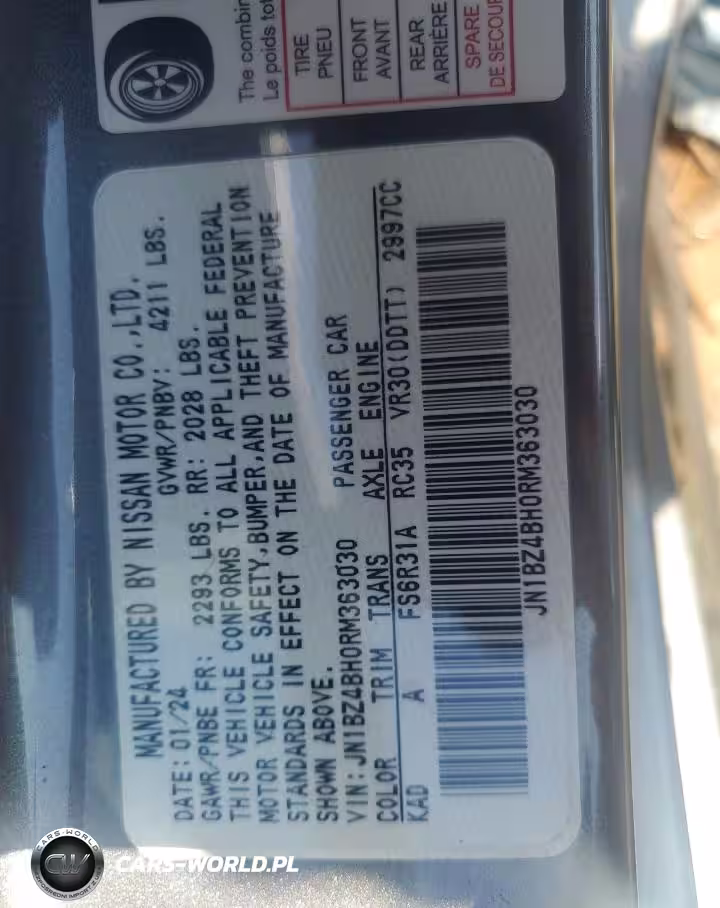 The combin
Le poids tot
TIRE
PNEU
FRONT
AVANT
REAR
ARRIÈRE
SPARE
DE SECOUR
MANUFACTURED BY NISSAN MOTOR CO.,LTD.
DATE: 01/24 GVWR/PNBV: 4211 LBS.
GAWR/PNBE FR: 2293 LBS. RR: 2028 LBS.
THIS VEHICLE CONFORMS TO ALL APPLICABLE FEDERAL
MOTOR VEHICLE SAFETY,BUMPER,AND THEFT PREVENTION
STANDARDS IN EFFECT ON THE DATE OF MANUFACTURE
SHOWN ABOVE.
VIN:JN1BZ4BH0RM363030 PASSENGER CAR
COLOR TRIM TRANS AXLE ENGINE
KAD A FS6R31A RC35 VR30(DDTT) 2997CC
JN1BZ4BH0RM363030
CARS-WORLD
CW
CARS-WORLD.PL